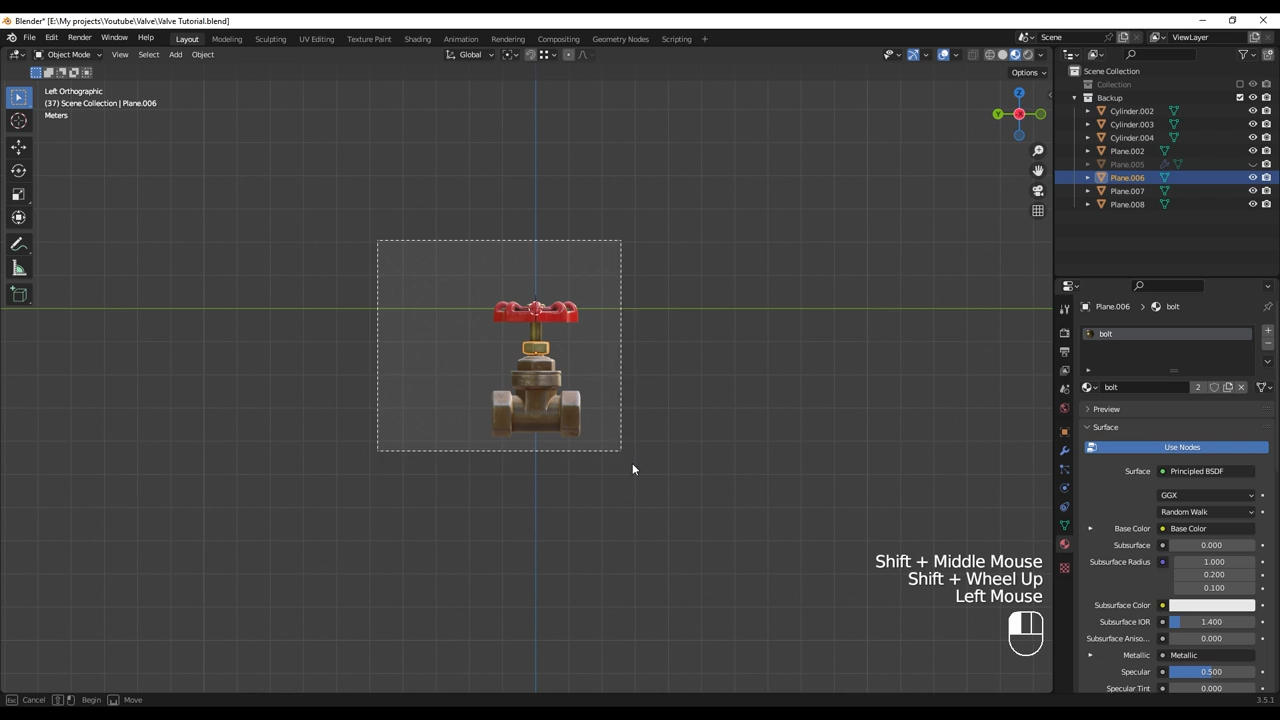 Blender* [E:\My projects\Youtube\Valve\Valve Tutorial.blend]
File Edit Render Window Help Layout Modeling Sculpting UV Editing Texture Paint Shading Animation Rendering Compositing Geometry Nodes Scripting + Scene ViewLayer
Object Mode View Select Add Object Global
Options
Left Orthographic
(37) Scene Collection | Plane.006
Meters
Z
Y
X
Scene Collection
Collection
Backup
Cylinder.002
Cylinder.003
Cylinder.004
Plane.002
Plane.005
Plane.006
Plane.007
Plane.008
Plane.006 > bolt
bolt
bolt 2
Preview
Surface
Use Nodes
Surface Principled BSDF
GGX
Random Walk
Base Color Base Color
Subsurface 0.000
Subsurface Radius 1.000
0.200
0.100
Subsurface Color
Subsurface IOR 1.400
Subsurface Aniso... 0.000
Metallic Metallic
Specular 0.500
Specular Tint 0.000
Shift + Middle Mouse
Shift + Wheel Up
Left Mouse
Esc Cancel Begin Move 3.5.1